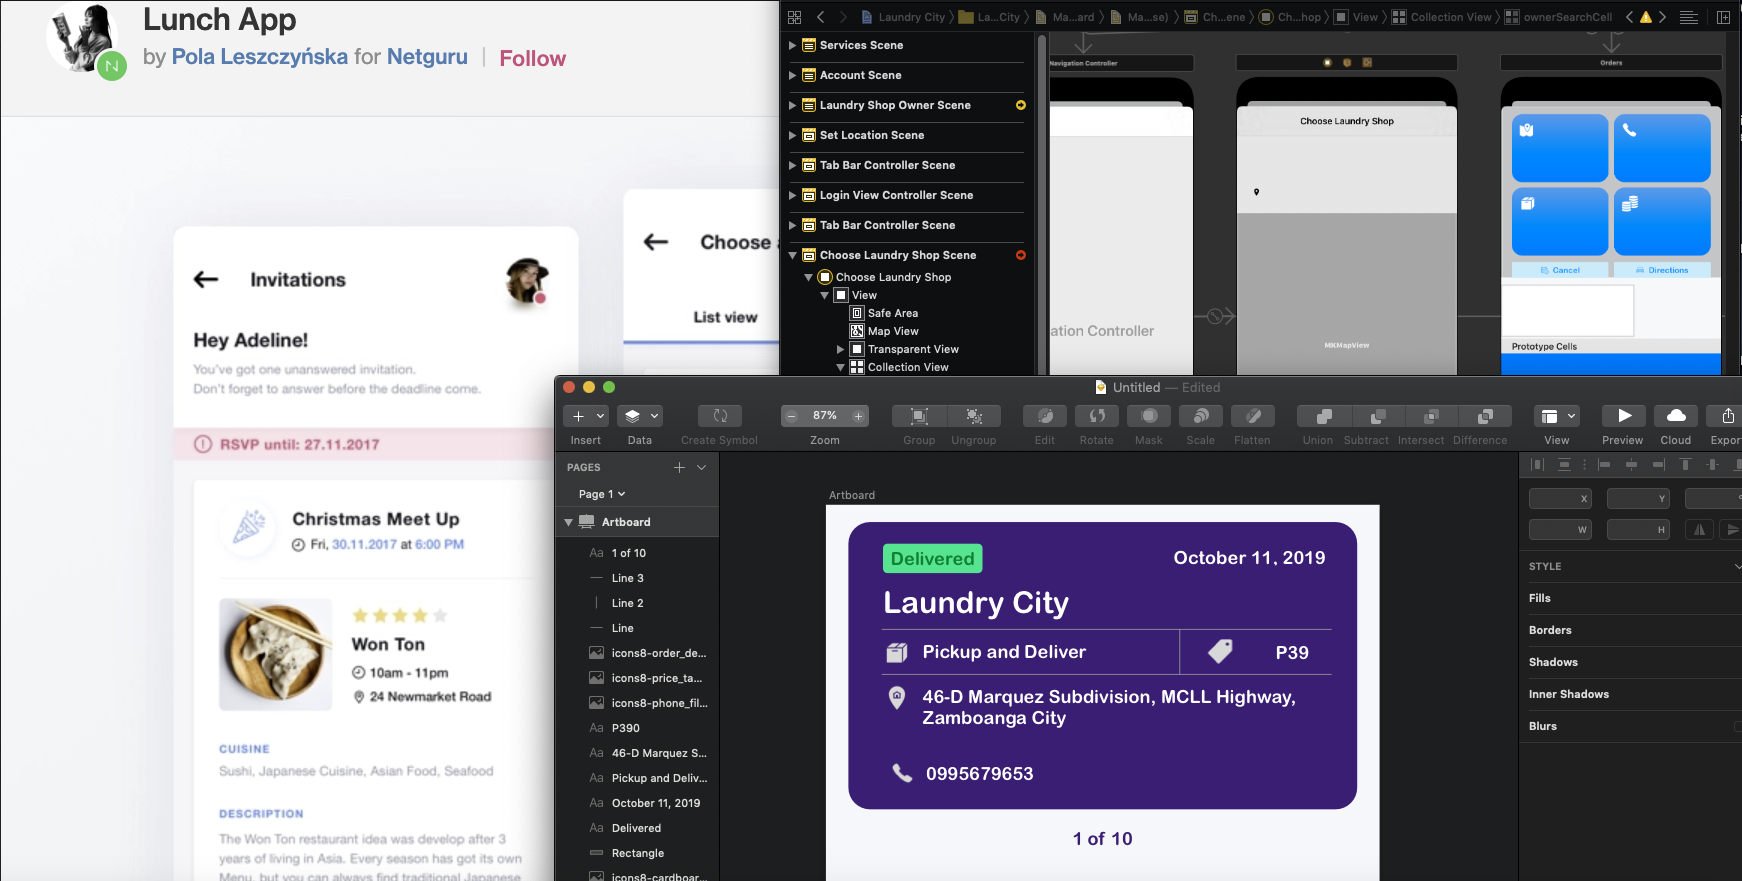 Lunch App
by Pola Leszczyńska for Netguru | Follow
N
Invitations
Hey Adeline!
You've got one unanswered invitation.
Don't forget to answer before the deadline come.
RSVP until: 27.11.2017
Christmas Meet Up
Fri, 30.11.2017 at 6:00 PM
Won Ton
10am - 11pm
24 Newmarket Road
CUISINE
Sushi, Japanese Cuisine, Asian Food, Seafood
DESCRIPTION
The Won Ton restaurant idea was develop after 3
years of living in Asia. Every season has got its own
Menu, but you can always find traditional Japanese
Choose
List view
Laundry City
La...City
Ma...ard
Ma...se)
Ch...ene
Ch...hop
View
Collection View
ownerSearchCell
Services Scene
Account Scene
Laundry Shop Owner Scene
Set Location Scene
Tab Bar Controller Scene
Login View Controller Scene
Tab Bar Controller Scene
Choose Laundry Shop Scene
Choose Laundry Shop
View
Safe Area
Map View
Transparent View
Collection View
Navigation Controller
ation Controller
Choose Laundry Shop
MKMapView
Orders
Cancel
Directions
Prototype Cells
Untitled — Edited
Insert
Data
Create Symbol
87%
Zoom
Group
Ungroup
Edit
Rotate
Mask
Scale
Flatten
Union
Subtract
Intersect
Difference
View
Preview
Cloud
Expor
PAGES
Page 1
Artboard
Aa 1 of 10
Line 3
Line 2
Line
icons8-order_de...
icons8-price_ta...
icons8-phone_fil...
Aa P390
Aa 46-D Marquez S...
Aa Pickup and Deliv...
Aa October 11, 2019
Aa Delivered
Rectangle
icons8-cardboar...
Artboard
Delivered
October 11, 2019
Laundry City
Pickup and Deliver
P39
46-D Marquez Subdivision, MCLL Highway,
Zamboanga City
0995679653
1 of 10
X
Y
W
H
STYLE
Fills
Borders
Shadows
Inner Shadows
Blurs